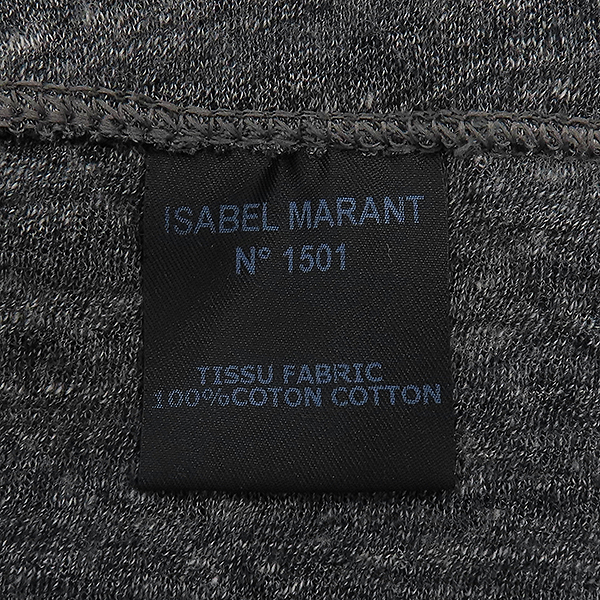 ISABEL MARANT
N° 1501
TISSU FABRIC
100%COTON COTTON